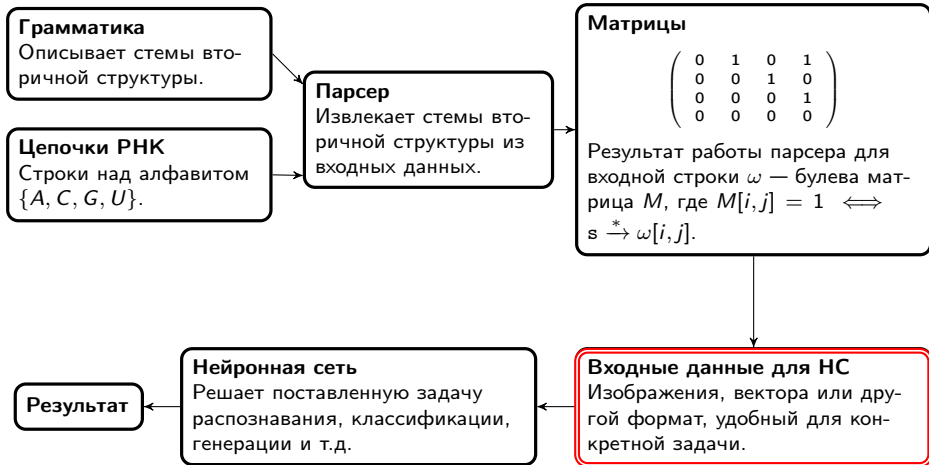 Грамматика
Описывает стемы вто-
ричной структуры.
Цепочки РНК
Строки над алфавитом
{A, C, G, U}.
Парсер
Извлекает стемы вто-
ричной структуры из
входных данных.
Матрицы
0 1 0 1
0 0 1 0
0 0 0 1
0 0 0 0
Результат работы парсера для
входной строки ω — булева мат-
рица M, где M[i, j] = 1 ⟺
s →* ω[i, j].
Входные данные для НС
Изображения, вектора или дру-
гой формат, удобный для кон-
кретной задачи.
Нейронная сеть
Решает поставленную задачу
распознавания, классификации,
генерации и т.д.
Результат